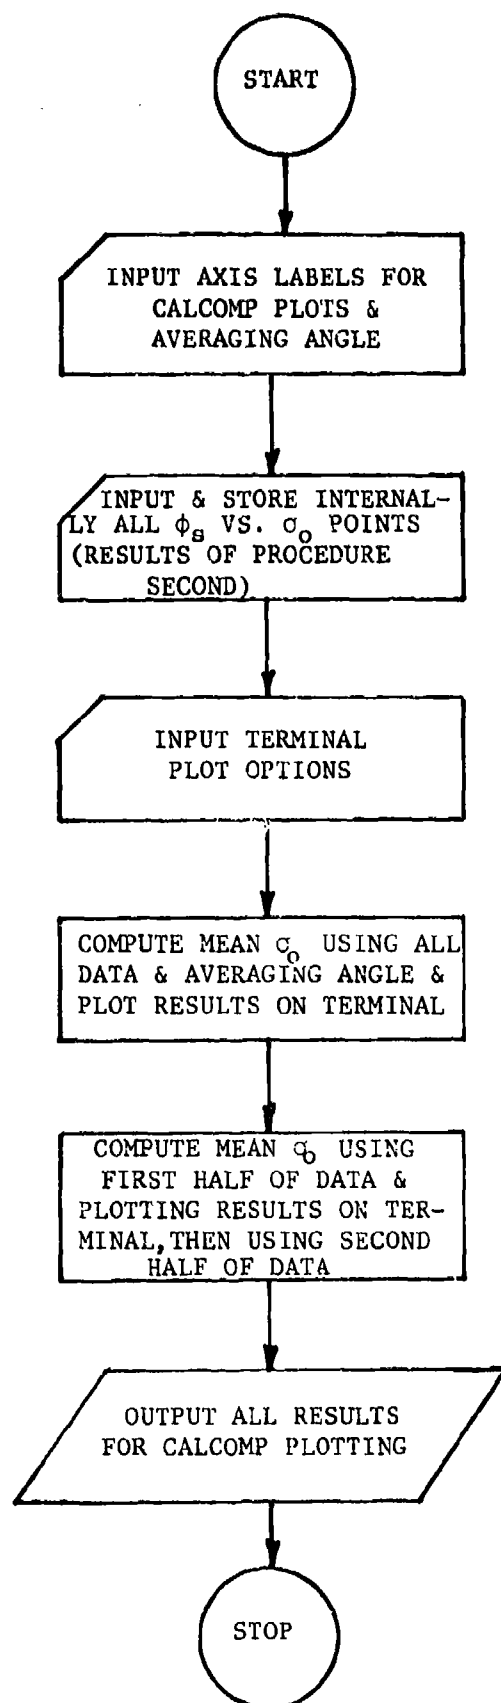 START
INPUT AXIS LABELS FOR
CALCOMP PLOTS &
AVERAGING ANGLE
INPUT & STORE INTERNAL-
LY ALL ϕs VS. σo POINTS
(RESULTS OF PROCEDURE
SECOND)
INPUT TERMINAL
PLOT OPTIONS
COMPUTE MEAN σo USING ALL
DATA & AVERAGING ANGLE &
PLOT RESULTS ON TERMINAL
COMPUTE MEAN σo USING
FIRST HALF OF DATA &
PLOTTING RESULTS ON TER-
MINAL, THEN USING SECOND
HALF OF DATA
OUTPUT ALL RESULTS
FOR CALCOMP PLOTTING
STOP